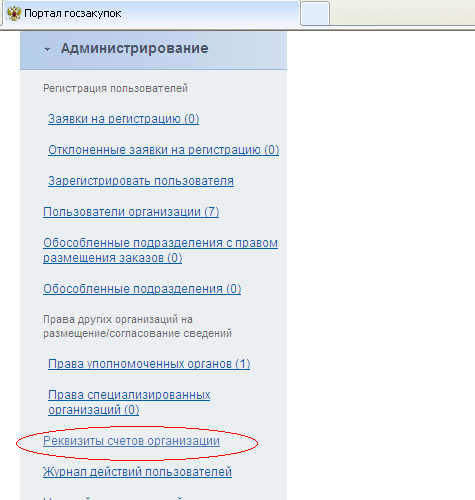 Портал госзакупок
Администрирование
Регистрация пользователей
Заявки на регистрацию (0)
Отклоненные заявки на регистрацию (0)
Зарегистрировать пользователя
Пользователи организации (7)
Обособленные подразделения с правом
размещения заказов (0)
Обособленные подразделения (0)
Права других организаций на
размещение/согласование сведений
Права уполномоченных органов (1)
Права специализированных
организаций (0)
Реквизиты счетов организации
Журнал действий пользователей